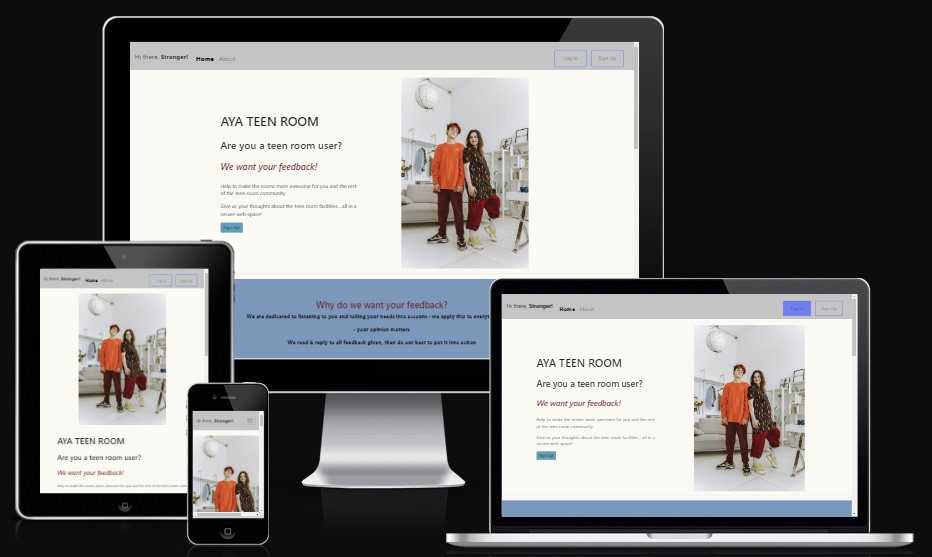 Hi there, Stranger! Home About Log In Sign Up
AYA TEEN ROOM
Are you a teen room user?
We want your feedback!
Help to make the rooms more awesome for you and the rest
of the teen room community
Give us your thoughts about the teen room facilities...all in a
secure web-space!
Sign Up!
Why do we want your feedback?
We are dedicated to listening to you and taking your needs into account - we apply this to
- your opinion matters
We read & reply to all feedback given, then do our best to put it into action
Hi there, Stranger! Home About Log In Sign Up
AYA TEEN ROOM
Are you a teen room user?
We want your feedback!
Help to make the rooms more awesome for you and the rest of the teen room
Hi there, Stranger!
Hi there, Stranger! Home About Log In Sign Up
AYA TEEN ROOM
Are you a teen room user?
We want your feedback!
Help to make the rooms more awesome for you and the rest
of the teen room community
Give us your thoughts about the teen room facilities...all in a
secure web-space!
Sign Up!